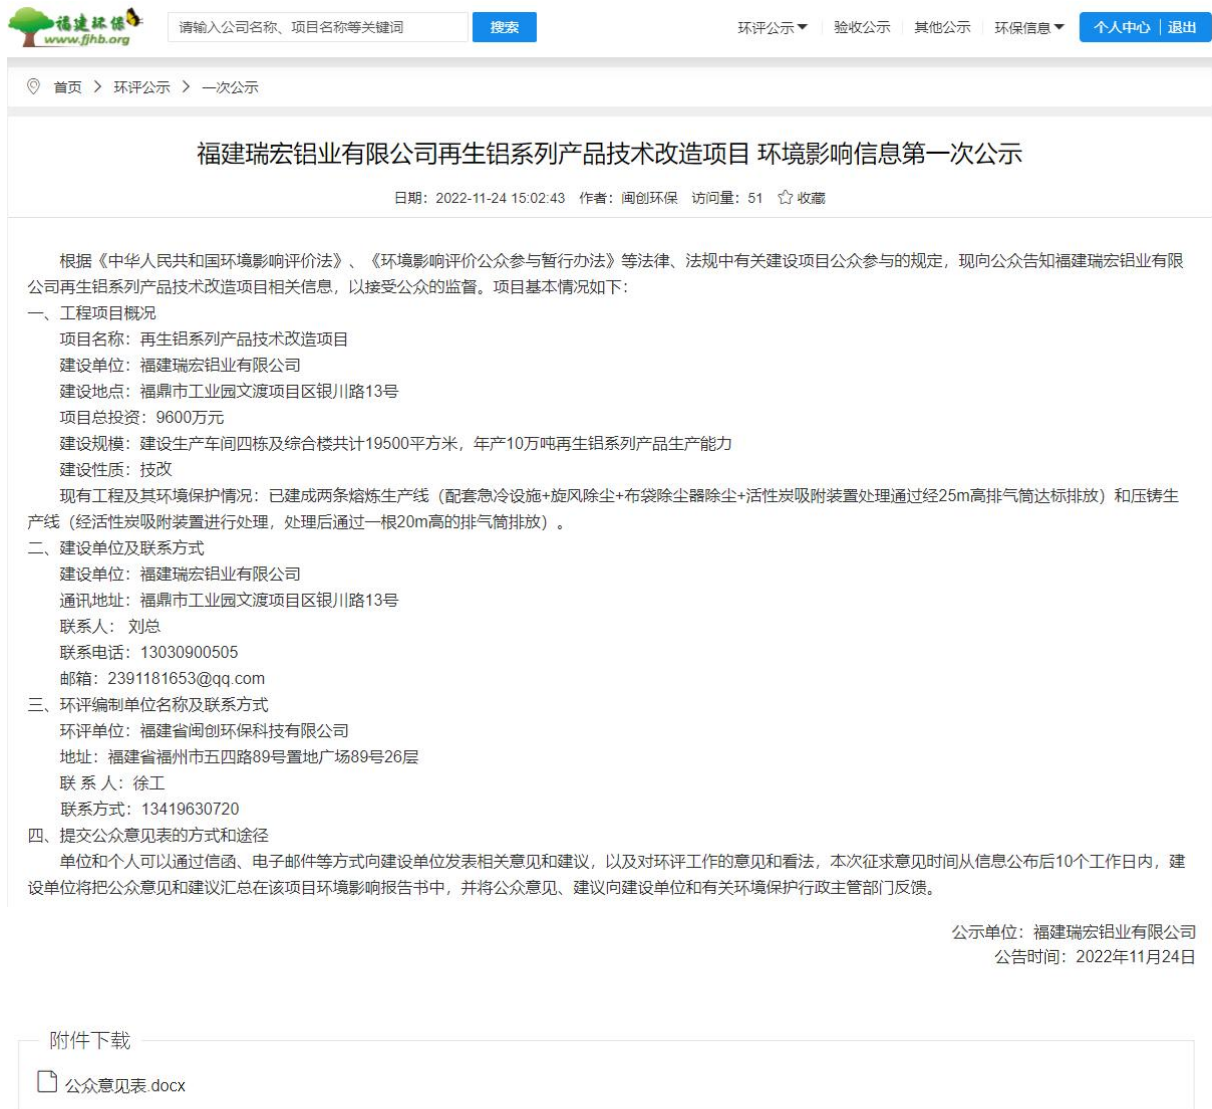 福建环保
www.fjhb.org
请输入公司名称、项目名称等关键词
搜索
环评公示 验收公示 其他公示 环保信息 个人中心 退出
首页 > 环评公示 > 一次公示
福建瑞宏铝业有限公司再生铝系列产品技术改造项目 环境影响信息第一次公示
日期：2022-11-24 15:02:43 作者：闽创环保 访问量：51 收藏
根据《中华人民共和国环境影响评价法》、《环境影响评价公众参与暂行办法》等法律、法规中有关建设项目公众参与的规定，现向公众告知福建瑞宏铝业有限
公司再生铝系列产品技术改造项目相关信息，以接受公众的监督。项目基本情况如下：
一、工程项目概况
项目名称：再生铝系列产品技术改造项目
建设单位：福建瑞宏铝业有限公司
建设地点：福鼎市工业园文渡项目区银川路13号
项目总投资：9600万元
建设规模：建设生产车间四栋及综合楼共计19500平方米，年产10万吨再生铝系列产品生产能力
建设性质：技改
现有工程及其环境保护情况：已建成两条熔炼生产线（配套急冷设施+旋风除尘+布袋除尘器除尘+活性炭吸附装置处理通过经25m高排气筒达标排放）和压铸生
产线（经活性炭吸附装置进行处理，处理后通过一根20m高的排气筒排放）。
二、建设单位及联系方式
建设单位：福建瑞宏铝业有限公司
通讯地址：福鼎市工业园文渡项目区银川路13号
联系人： 刘总
联系电话：13030900505
邮箱：2391181653@qq.com
三、环评编制单位名称及联系方式
环评单位：福建省闽创环保科技有限公司
地址：福建省福州市五四路89号置地广场89号26层
联 系 人：徐工
联系方式：13419630720
四、提交公众意见表的方式和途径
单位和个人可以通过信函、电子邮件等方式向建设单位发表相关意见和建议，以及对环评工作的意见和看法，本次征求意见时间从信息公布后10个工作日内，建
设单位将把公众意见和建议汇总在该项目环境影响报告书中，并将公众意见、建议向建设单位和有关环境保护行政主管部门反馈。
公示单位：福建瑞宏铝业有限公司
公告时间：2022年11月24日
附件下载
公众意见表.docx